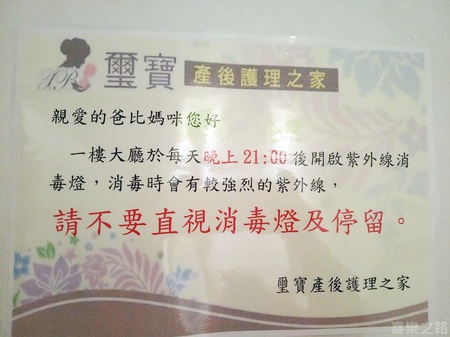 璽寶 產後護理之家
親愛的爸比媽咪您好
一樓大廳於每天晚上21:00後開啟紫外線消
毒燈，消毒時會有較強烈的紫外線，
請不要直視消毒燈及停留。
璽寶產後護理之家
喜樂之路